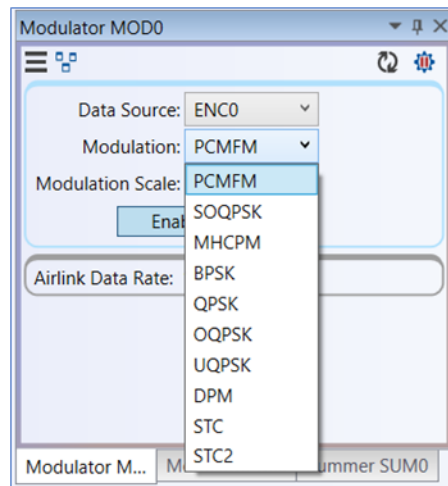 Modulator MOD0
Data Source: ENC0
Modulation: PCMFM
Modulation Scale: PCMFM
SOQPSK
MHCPM
BPSK
QPSK
OQPSK
UQPSK
DPM
STC
STC2
Airlink Data Rate:
Modulator M...
SUM0